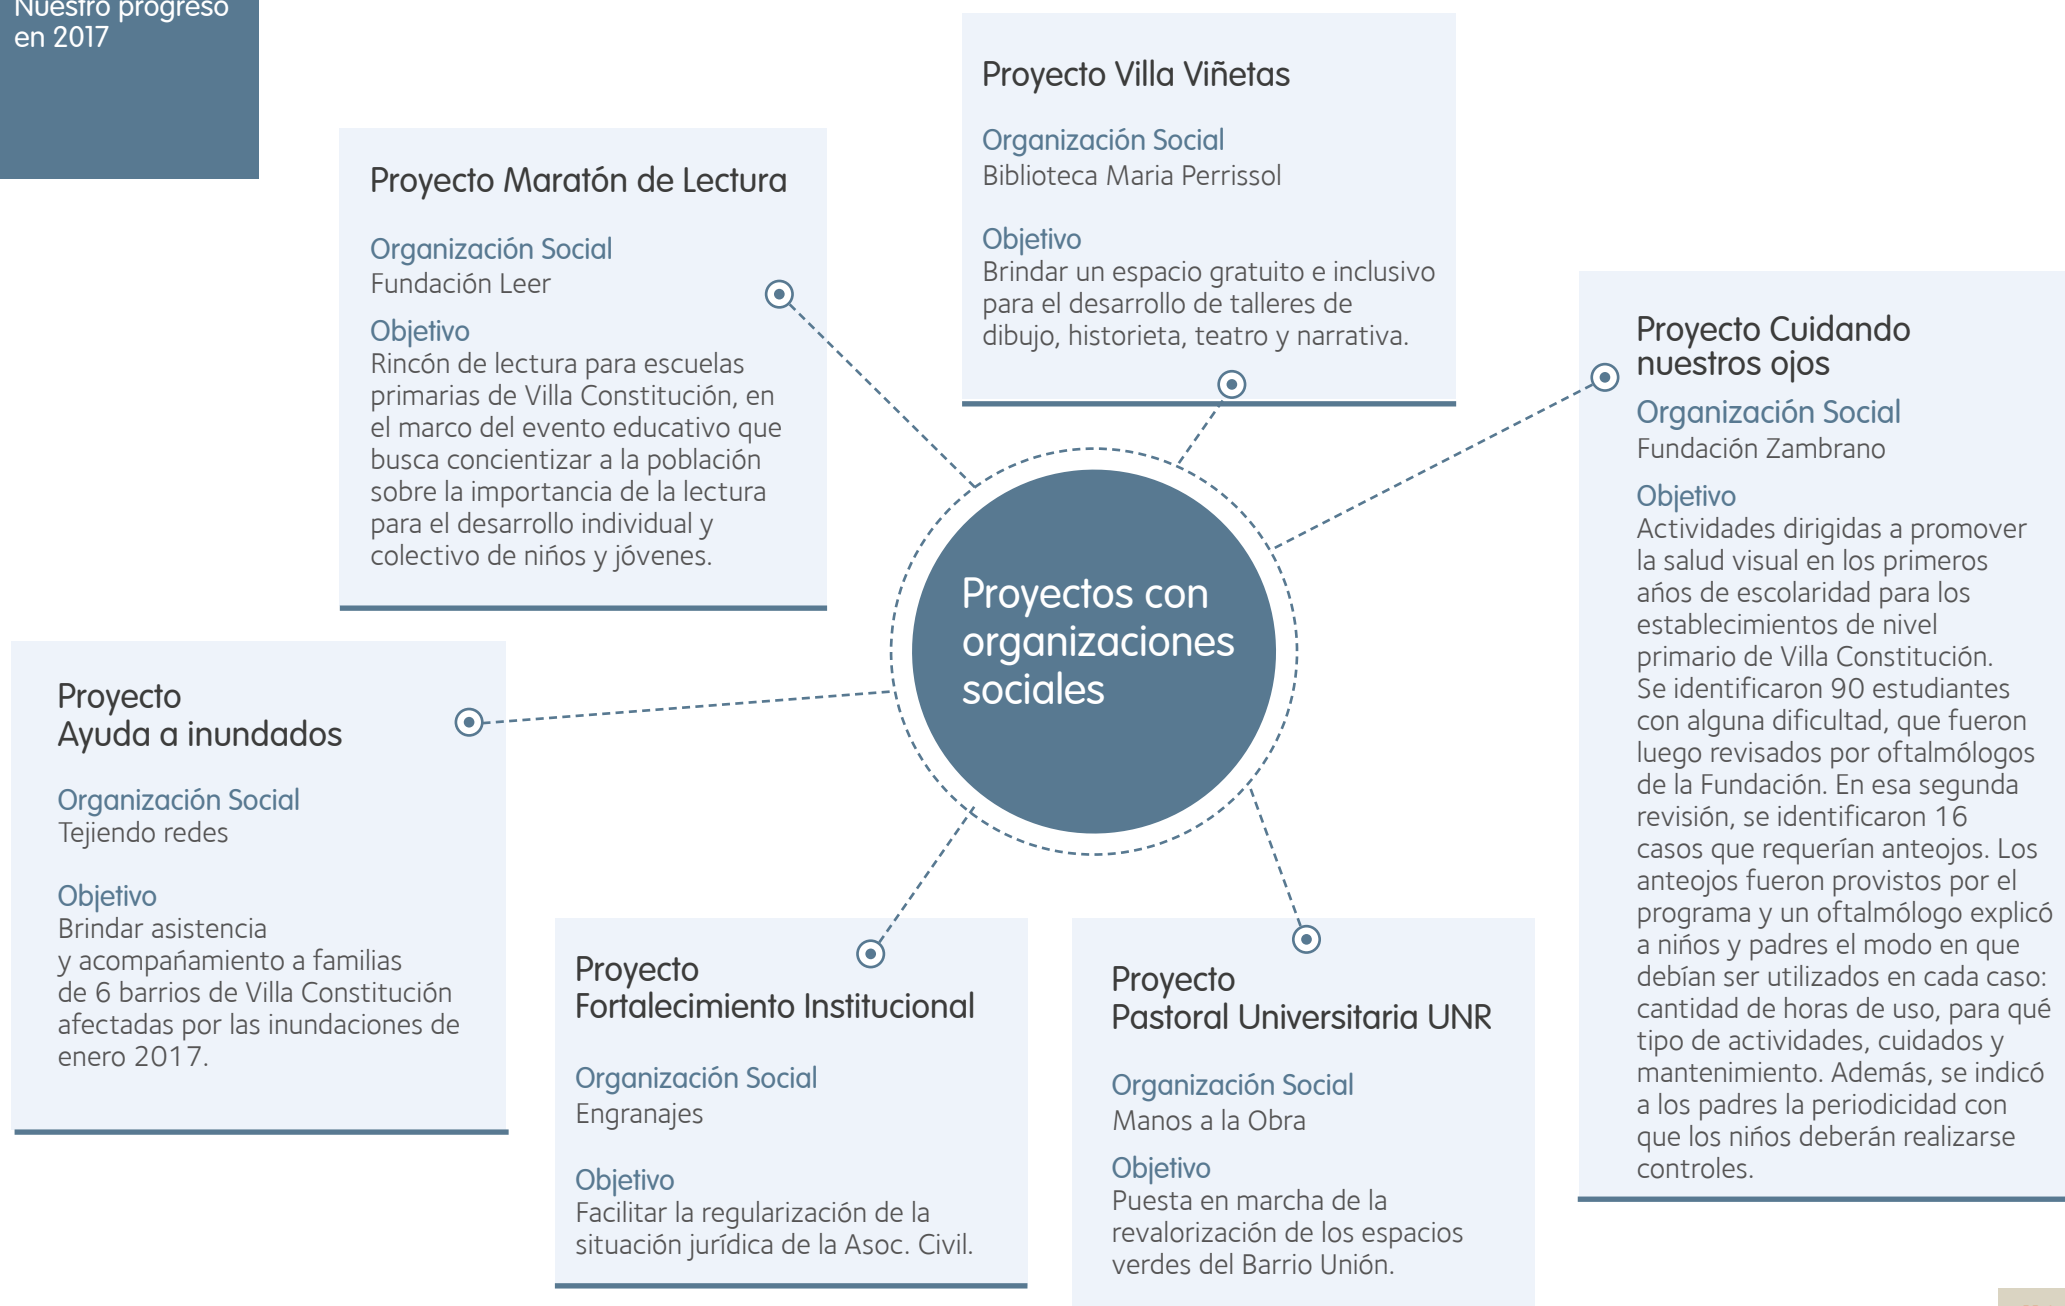 Nuestro progreso
en 2017
Proyecto Maratón de Lectura
Organización Social
Fundación Leer
Objetivo
Rincón de lectura para escuelas
primarias de Villa Constitución, en
el marco del evento educativo que
busca concientizar a la población
sobre la importancia de la lectura
para el desarrollo individual y
colectivo de nińos y jóvenes.
Proyecto Villa Viñetas
Organización Social
Biblioteca Maria Perrissol
Objetivo
Brindar un espacio gratuito e inclusivo
para el desarrollo de talleres de
dibujo, historieta, teatro y narrativa.
Proyecto Cuidando
nuestros ojos
Organización Social
Fundación Zambrano
Objetivo
Actividades dirigidas a promover
la salud visual en los primeros
ańos de escolaridad para los
establecimientos de nivel
primario de Villa Constitución.
Se identificaron 90 estudiantes
con alguna dificultad, que fueron
luego revisados por oftalmólogos
de la Fundación. En esa segunda
revisión, se identificaron 16
casos que requerían anteojos. Los
anteojos fueron provistos por el
programa y un oftalmólogo explicó
a nińos y padres el modo en que
debían ser utilizados en cada caso:
cantidad de horas de uso, para qué
tipo de actividades, cuidados y
mantenimiento. Además, se indicó
a los padres la periodicidad con
que los nińos deberán realizarse
controles.
Proyectos con
organizaciones
sociales
Proyecto
Ayuda a inundados
Organización Social
Tejiendo redes
Objetivo
Brindar asistencia
y acompańamiento a familias
de 6 barrios de Villa Constitución
afectadas por las inundaciones de
enero 2017.
Proyecto
Fortalecimiento Institucional
Organización Social
Engranajes
Objetivo
Facilitar la regularización de la
situación jurídica de la Asoc. Civil.
Proyecto
Pastoral Universitaria UNR
Organización Social
Manos a la Obra
Objetivo
Puesta en marcha de la
revalorización de los espacios
verdes del Barrio Unión.